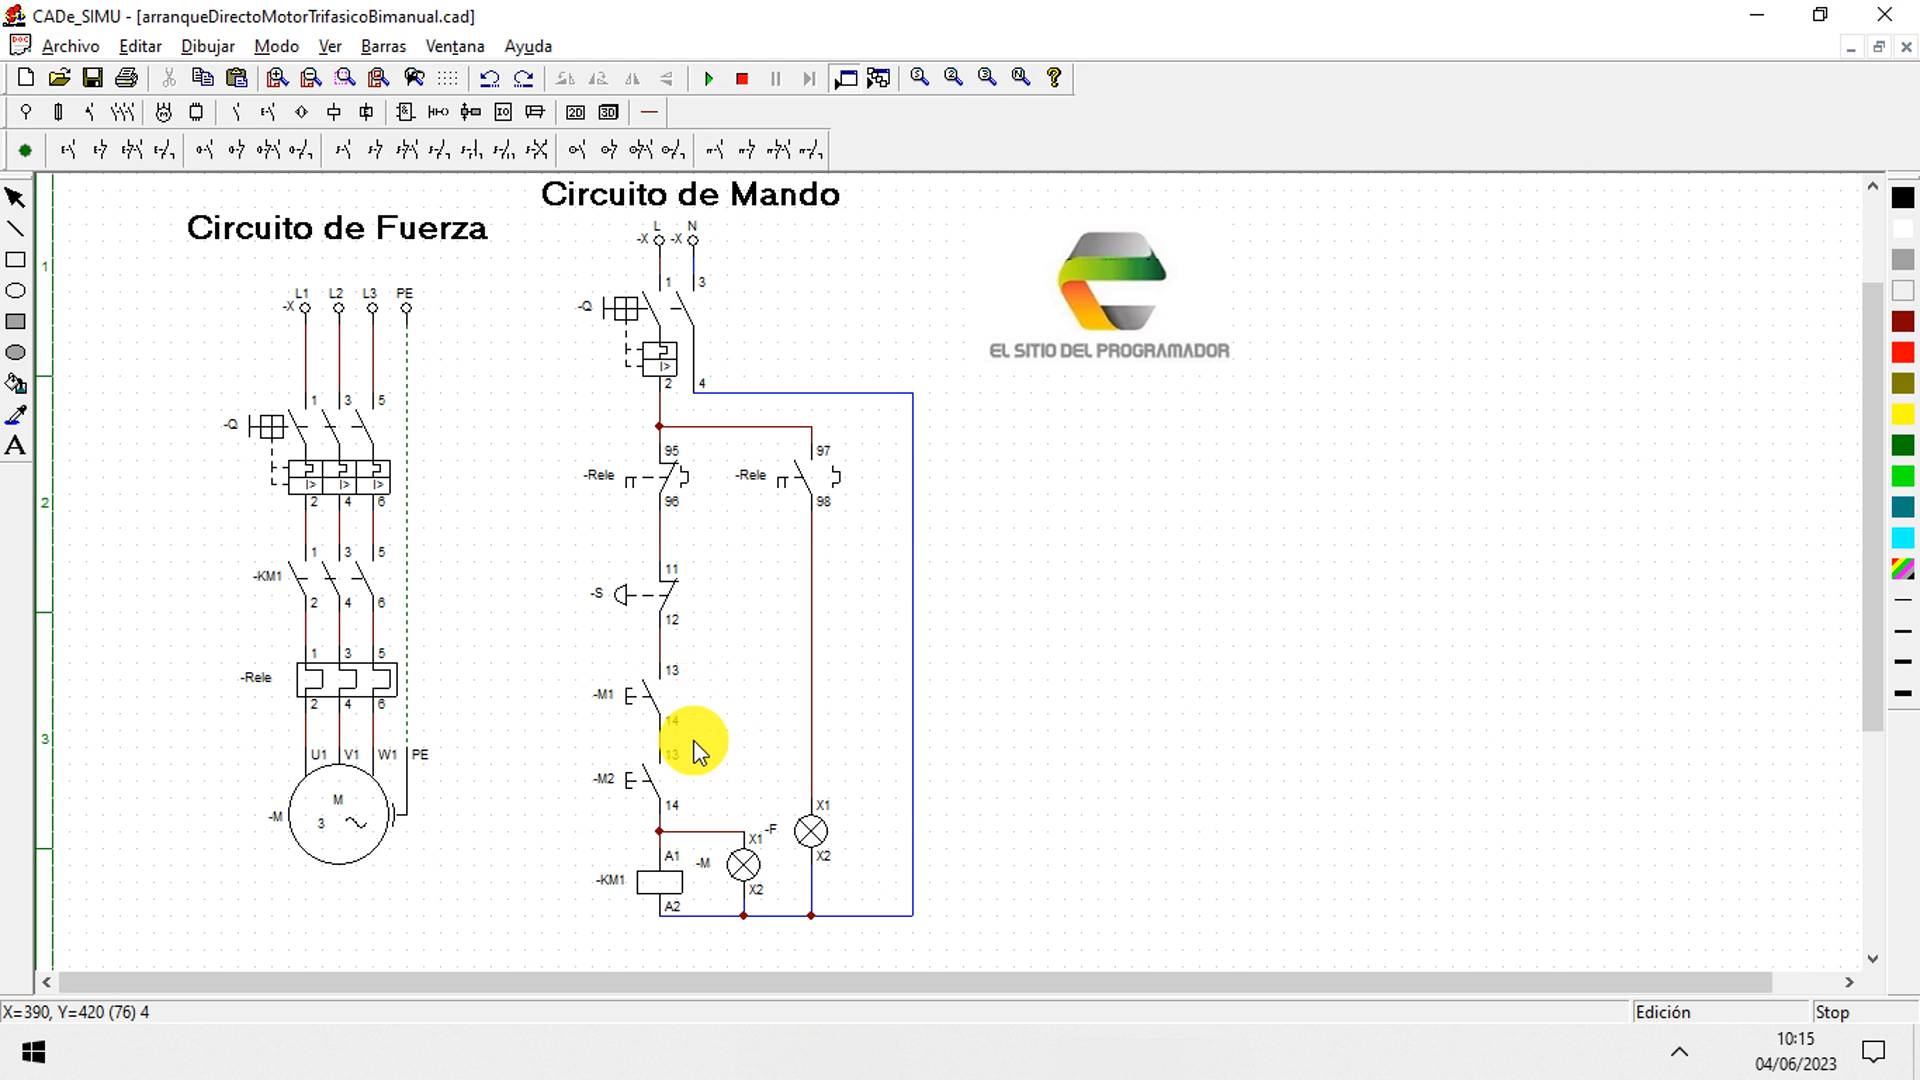 CADe_SIMU - [arranqueDirectoMotorTrifasicoBimanual.cad]
Archivo Editar Dibujar Modo Ver Barras Ventana Ayuda
Circuito de Mando
Circuito de Fuerza
L N
-X -X
1 3
-Q
I>
2 4
EL SITIO DEL PROGRAMADOR
L1 L2 L3 PE
-X
1 3 5
-Q
I> I> I>
2 4 6
95 97
-Rele -Rele
96 98
1 3 5
-KM1
2 4 6
11
-S
12
1 3 5
-Rele
2 4 6
13
-M1
14
13
-M2
14
U1 V1 W1 PE
M
3
-M
X1
-F
X2
X1
-M
X2
A1
-KM1
A2
1
2
3
X=390, Y=420 (76) 4
Edición
Stop
10:15
04/06/2023